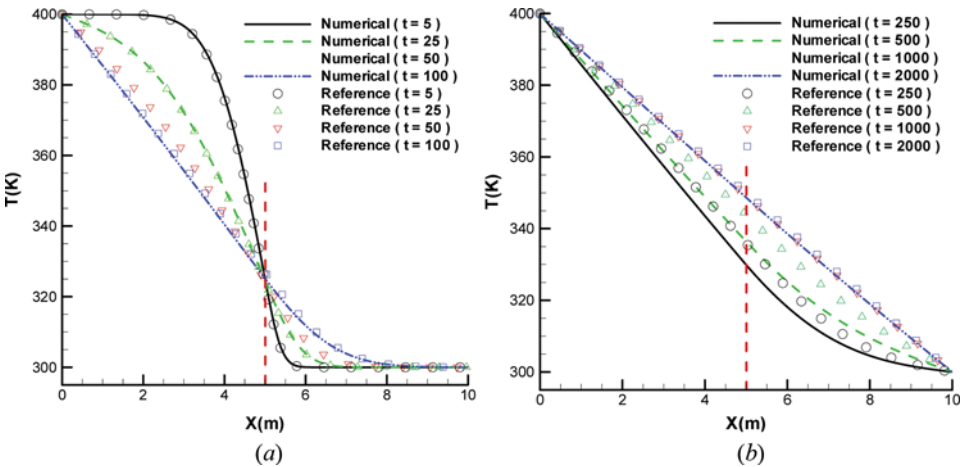 400
380
360
340
320
300
T(K)
0
2
4
6
8
10
X(m)
Numerical ( t = 5 )
Numerical ( t = 25 )
Numerical ( t = 50 )
Numerical ( t = 100 )
Reference ( t = 5 )
Reference ( t = 25 )
Reference ( t = 50 )
Reference ( t = 100 )
(a)
400
380
360
340
320
300
T(K)
0
2
4
6
8
10
X(m)
Numerical ( t = 250 )
Numerical ( t = 500 )
Numerical ( t = 1000 )
Numerical ( t = 2000 )
Reference ( t = 250 )
Reference ( t = 500 )
Reference ( t = 1000 )
Reference ( t = 2000 )
(b)